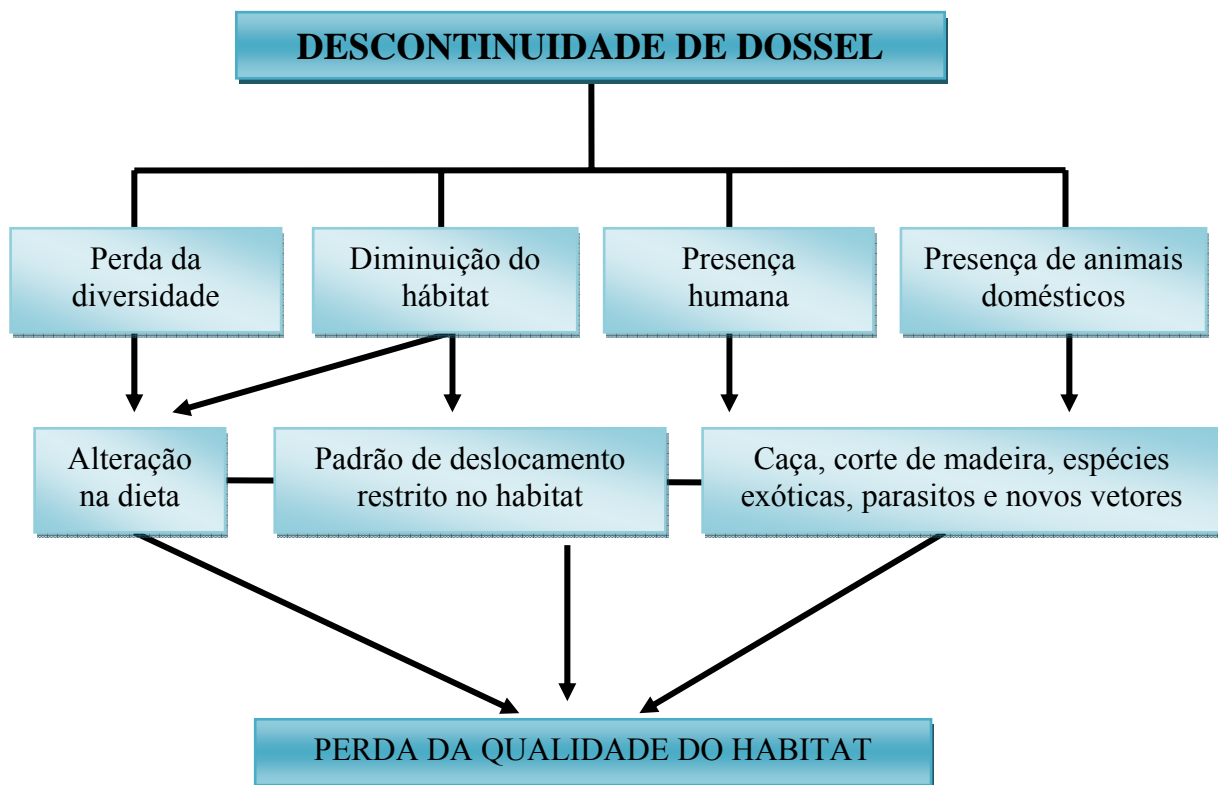 DESCONTINUIDADE DE DOSSEL
Perda da
diversidade
Diminuição do
hábitat
Presença
humana
Presença de animais
domésticos
Alteração
na dieta
Padrão de deslocamento
restrito no habitat
Caça, corte de madeira, espécies
exóticas, parasitos e novos vetores
PERDA DA QUALIDADE DO HABITAT